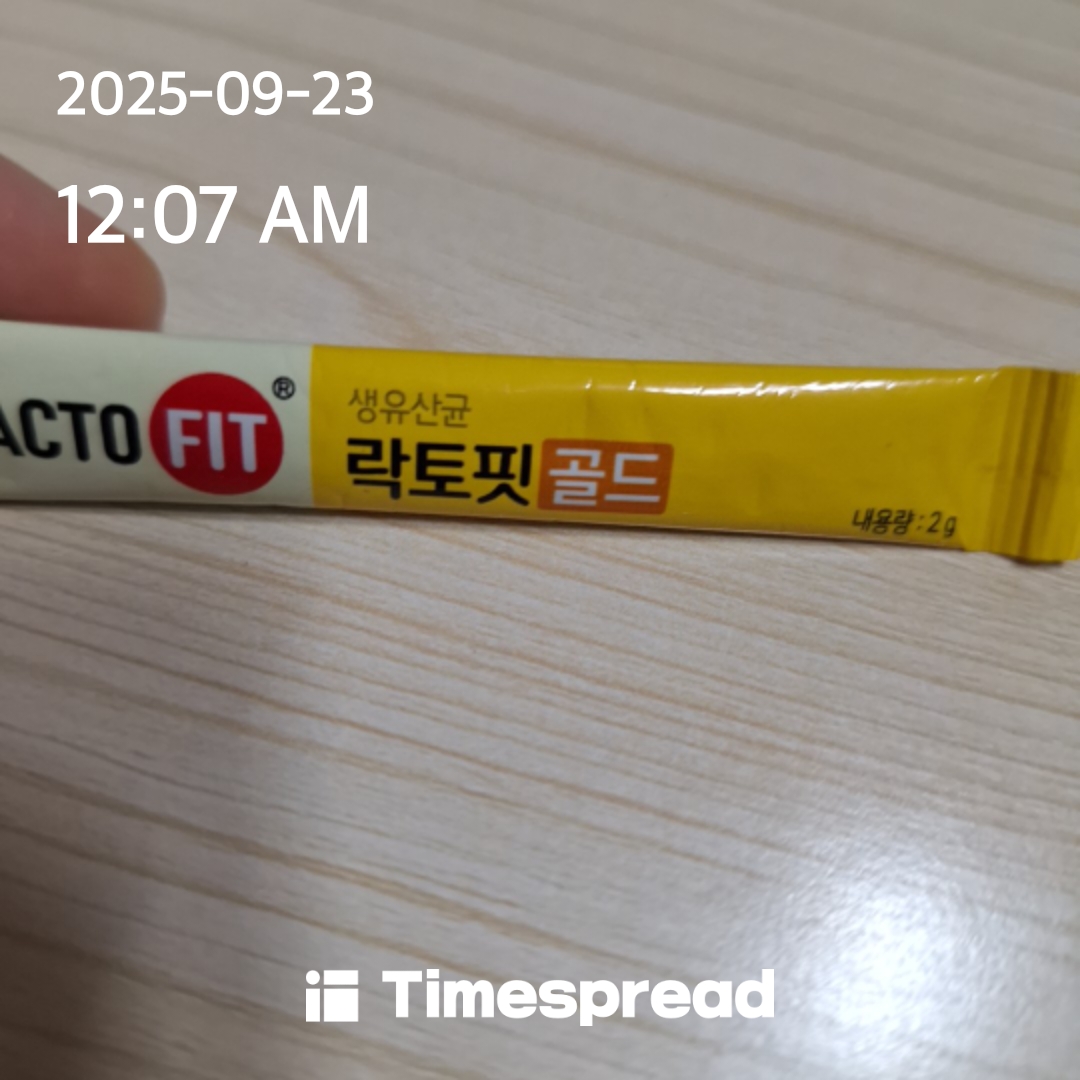 2025-09-23
12:07 AM
ACTO FIT®
생유산균
락토핏 골드
내용량 : 2g
Timespread